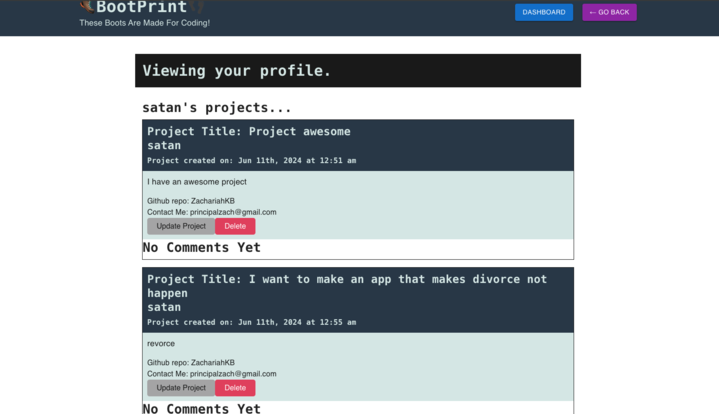 BootPrint
These Boots Are Made For Coding!
DASHBOARD
← GO BACK
Viewing your profile.
satan's projects...
Project Title: Project awesome
satan
Project created on: Jun 11th, 2024 at 12:51 am
I have an awesome project
Github repo: ZachariahKB
Contact Me: principalzach@gmail.com
Update Project
Delete
No Comments Yet
Project Title: I want to make an app that makes divorce not
happen
satan
Project created on: Jun 11th, 2024 at 12:55 am
revorce
Github repo: ZachariahKB
Contact Me: principalzach@gmail.com
Update Project
Delete
No Comments Yet